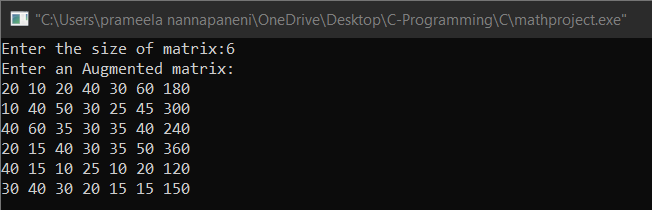 "C:\Users\prameela nannapaneni\OneDrive\Desktop\C-Programming\C\mathproject.exe"
Enter the size of matrix:6
Enter an Augmented matrix:
20 10 20 40 30 60 180
10 40 50 30 25 45 300
40 60 35 30 35 40 240
20 15 40 30 35 50 360
40 15 10 25 10 20 120
30 40 30 20 15 15 150